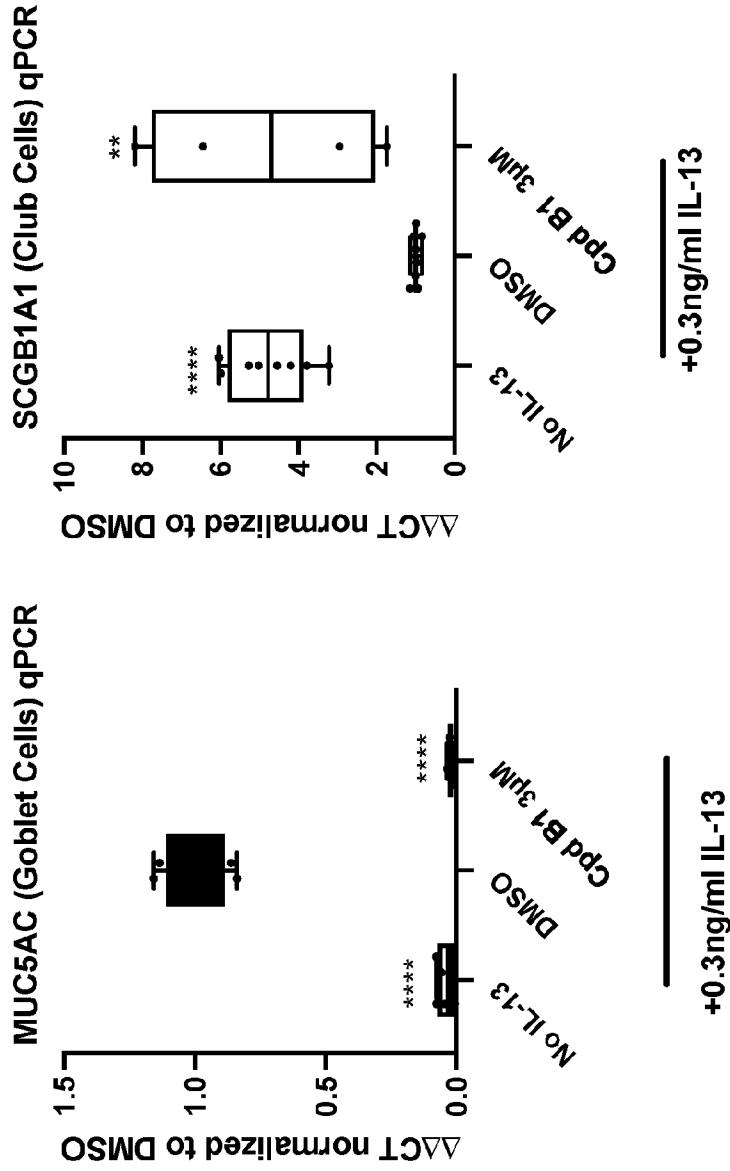 MUC5AC (Goblet Cells) qPCR
ΔΔCT normalized to DMSO
1.5
1.0
0.5
0.0
****
****
No IL-13
DMSO
Cpd B1 3µM
+0.3ng/ml IL-13
SCGB1A1 (Club Cells) qPCR
ΔΔCT normalized to DMSO
10
8
6
4
2
0
****
**
No IL-13
DMSO
Cpd B1 3µM
+0.3ng/ml IL-13